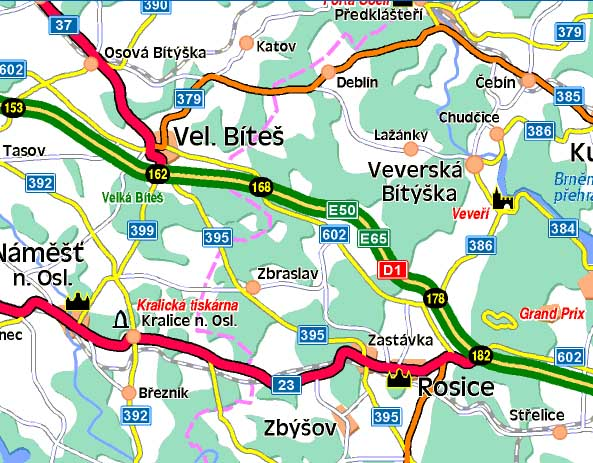 390
Porta coeli
37
Předklášteří
379
Osová Bítýška
Katov
602
Deblín
Čebín
385
379
153
Chudčice
386
Vel. Bíteš
Lažánky
Ku
Tasov
162
168
Veverská
Bítýška
Brněn
přehra
392
Velká Bíteš
E50
Veveří
399
395
602
E65
386
384
Náměšť
n. Osl.
Zbraslav
D1
178
Kralická tiskárna
Kralice n. Osl.
Grand Prix
nec
395
Zastávka
182
602
23
Rosice
Březník
392
Zbýšov
395
Střelice